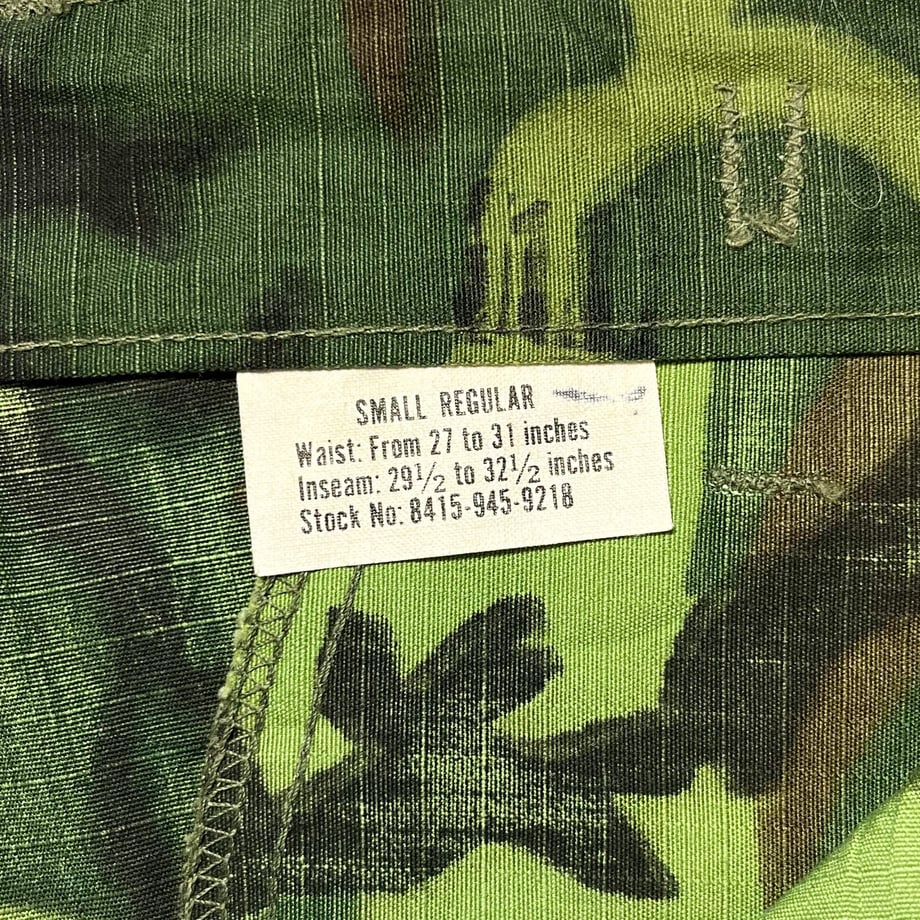 SMALL REGULAR
Waist: From 27 to 31 inches
Inseam: 29½ to 32½ inches
Stock No: 8415-945-9218